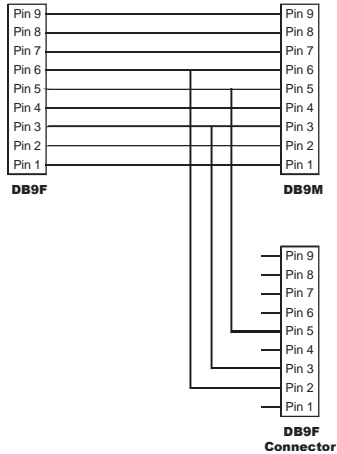 Pin 9 Pin 9
Pin 8 Pin 8
Pin 7 Pin 7
Pin 6 Pin 6
Pin 5 Pin 5
Pin 4 Pin 4
Pin 3 Pin 3
Pin 2 Pin 2
Pin 1 Pin 1
DB9F DB9M
Pin 9
Pin 8
Pin 7
Pin 6
Pin 5
Pin 4
Pin 3
Pin 2
Pin 1
DB9F
Connector